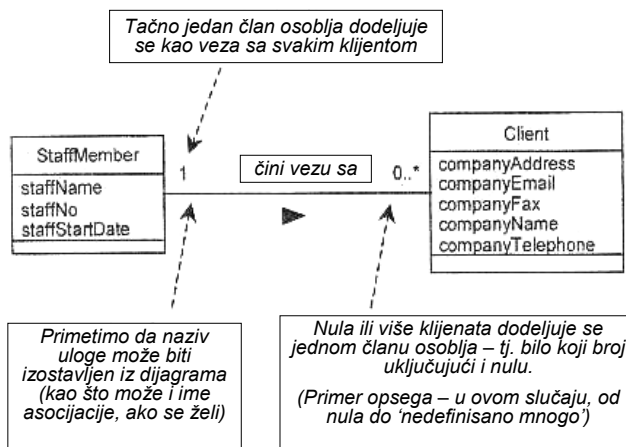 Tačno jedan član osoblja dodeljuje
se kao veza sa svakim klijentom
StaffMember
staffName
staffNo
staffStartDate
1
čini vezu sa
0..*
Client
companyAddress
companyEmail
companyFax
companyName
companyTelephone
Primetimo da naziv
uloge može biti
izostavljen iz dijagrama
(kao što može i ime
asocijacije, ako se želi)
Nula ili više klijenata dodeljuje se
jednom članu osoblja – tj. bilo koji broj
uključujući i nulu.
(Primer opsega – u ovom slučaju, od
nula do ‘nedefinisano mnogo’)